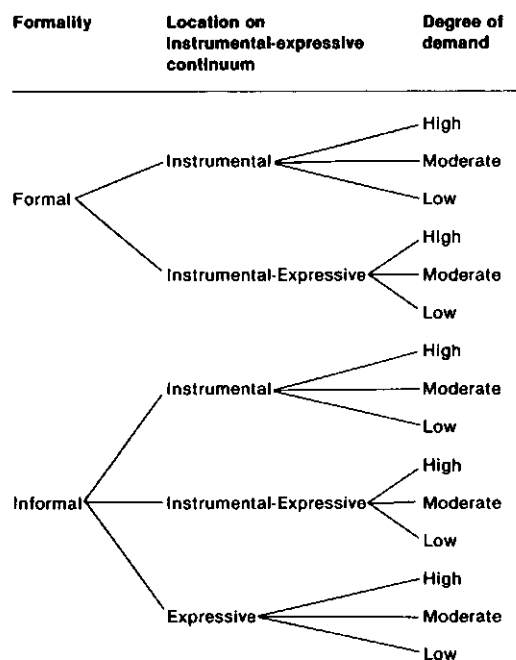 Formality Location on Degree of
instrumental-expressive demand
continuum
High
Instrumental Moderate
Low
Formal
High
Instrumental-Expressive Moderate
Low
High
Instrumental Moderate
Low
High
Informal Instrumental-Expressive Moderate
Low
High
Expressive Moderate
Low